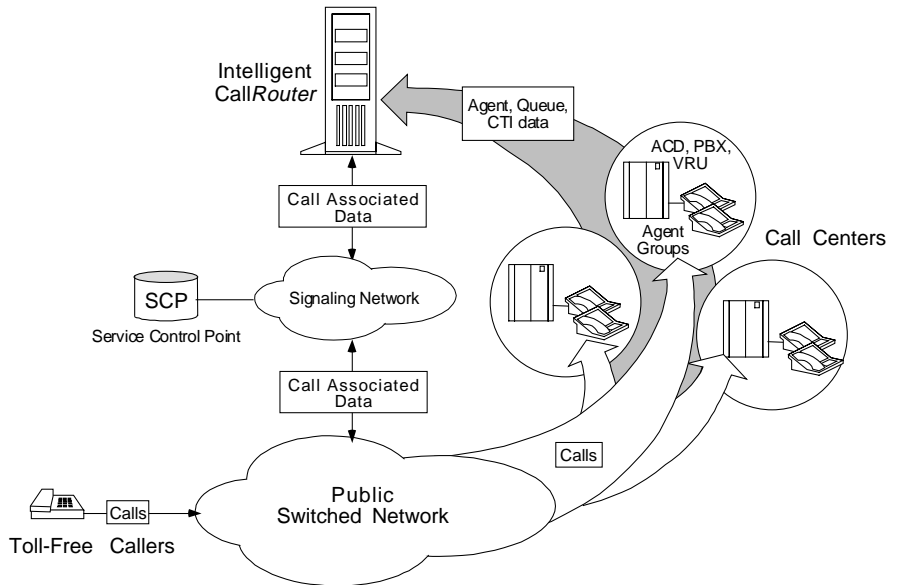 Intelligent
CallRouter
Agent, Queue,
CTI data
ACD, PBX,
VRU
Agent
Groups
Call Centers
Call Associated
Data
SCP
Service Control Point
Signaling Network
Call Associated
Data
Calls
Public
Switched Network
Calls
Toll-Free Callers